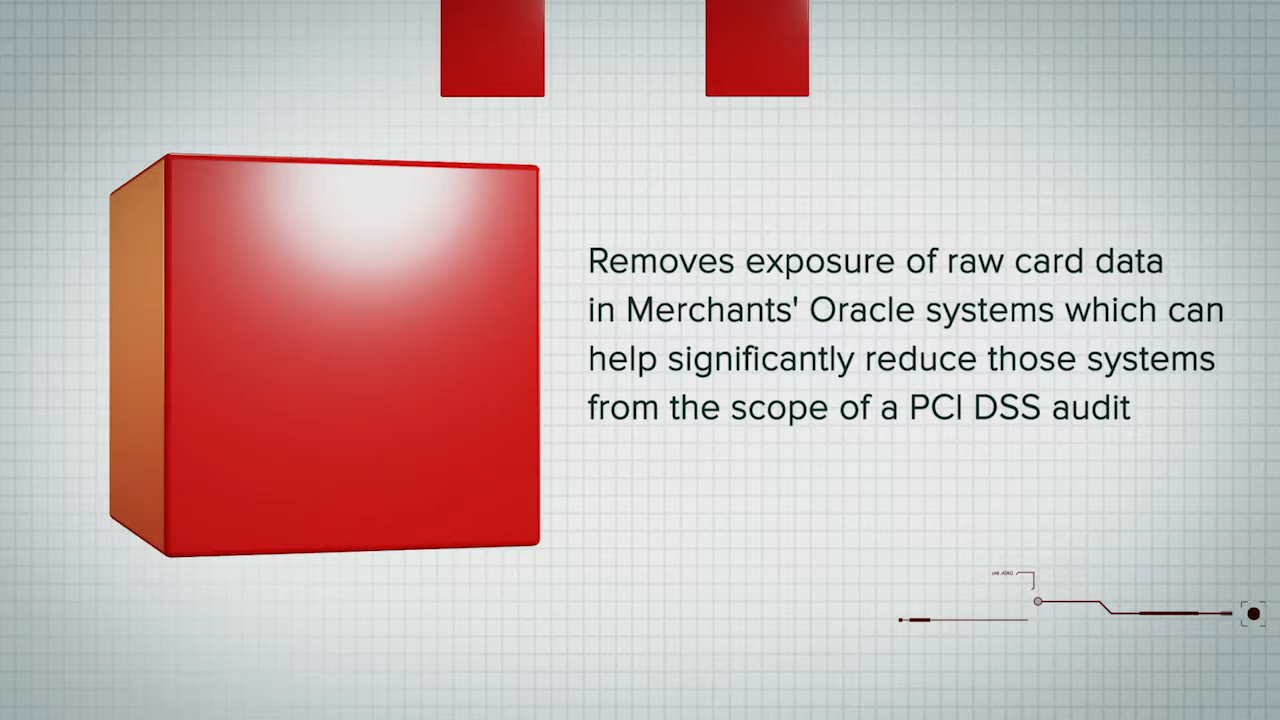 Removes exposure of raw card data
in Merchants' Oracle systems which can
help significantly reduce those systems
from the scope of a PCI DSS audit